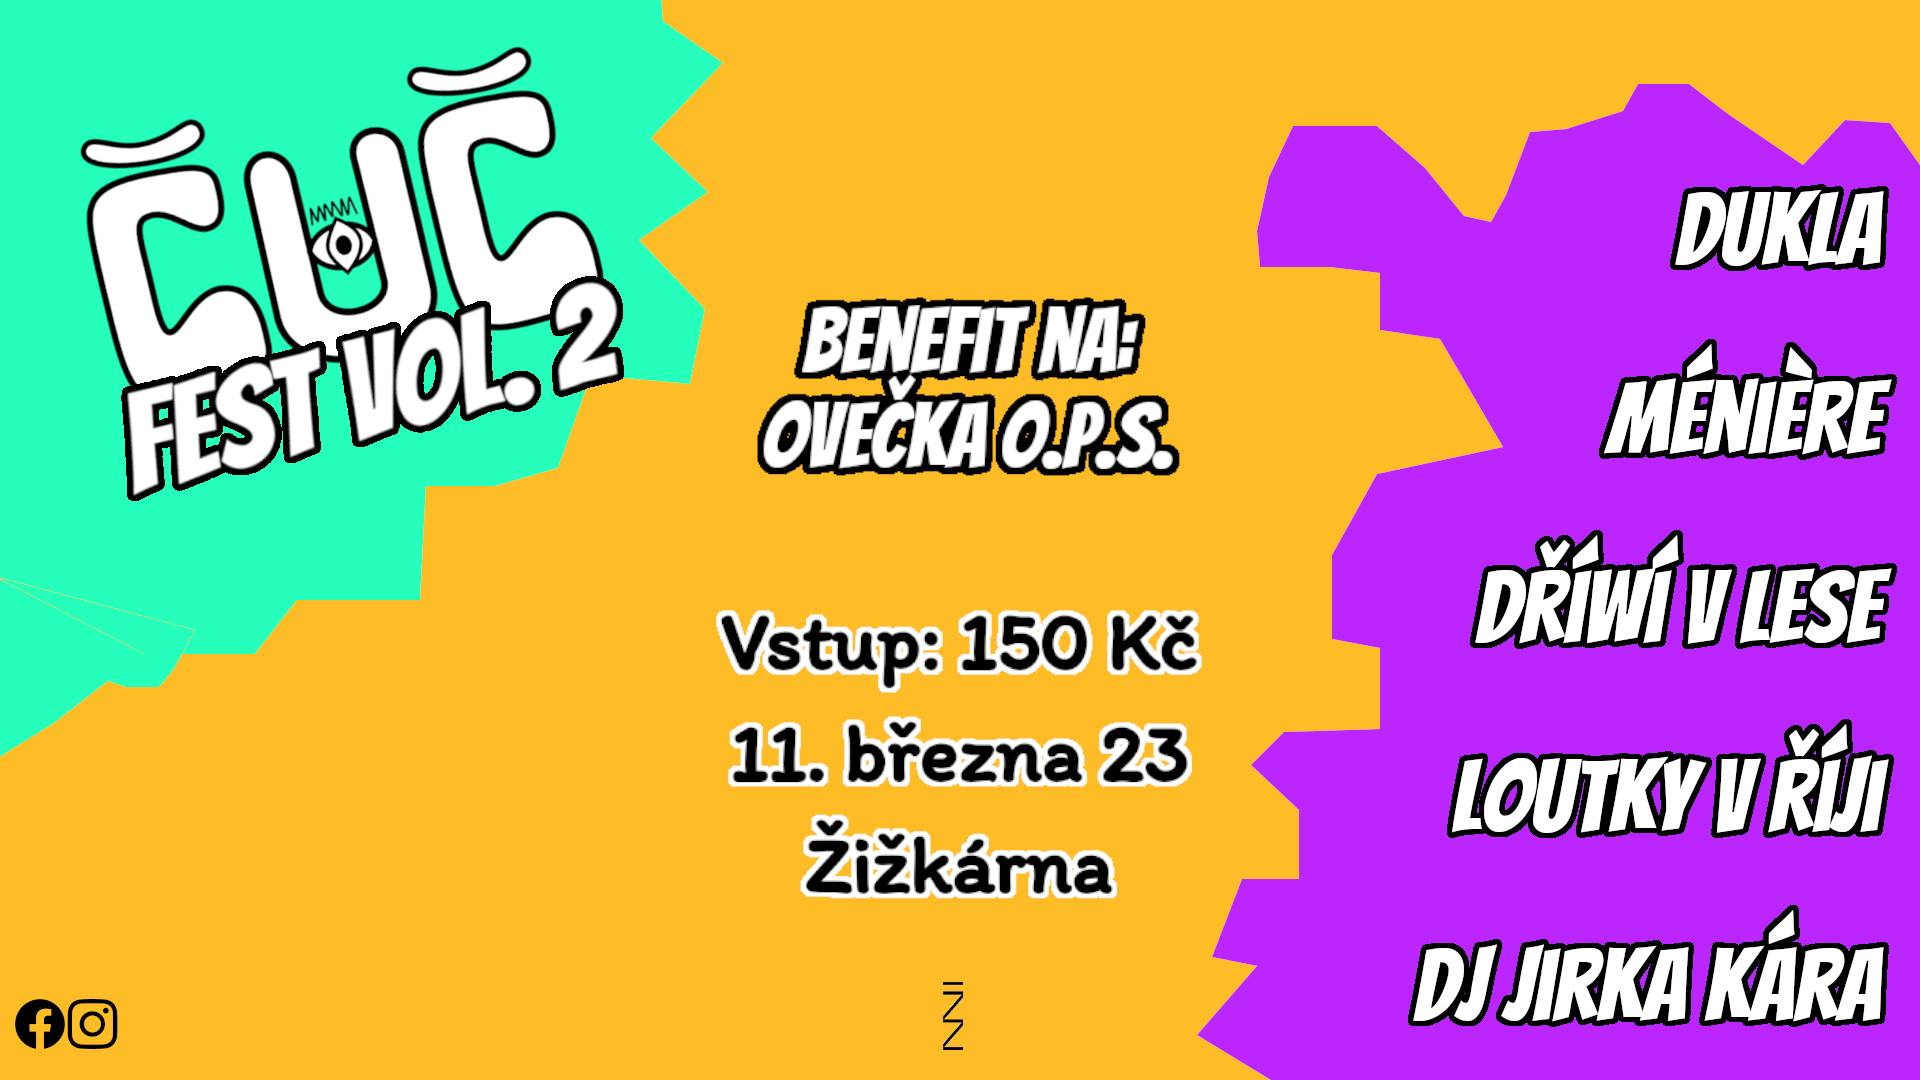 ČUČ
FEST VOL. 2
BENEFIT NA:
OVEČKA O.P.S.
Vstup: 150 Kč
11. března 23
Žižkárna
DUKLA
MÉNIÈRE
DŘÍWÍ V LESE
LOUTKY V ŘÍJI
DJ JIRKA KÁRA